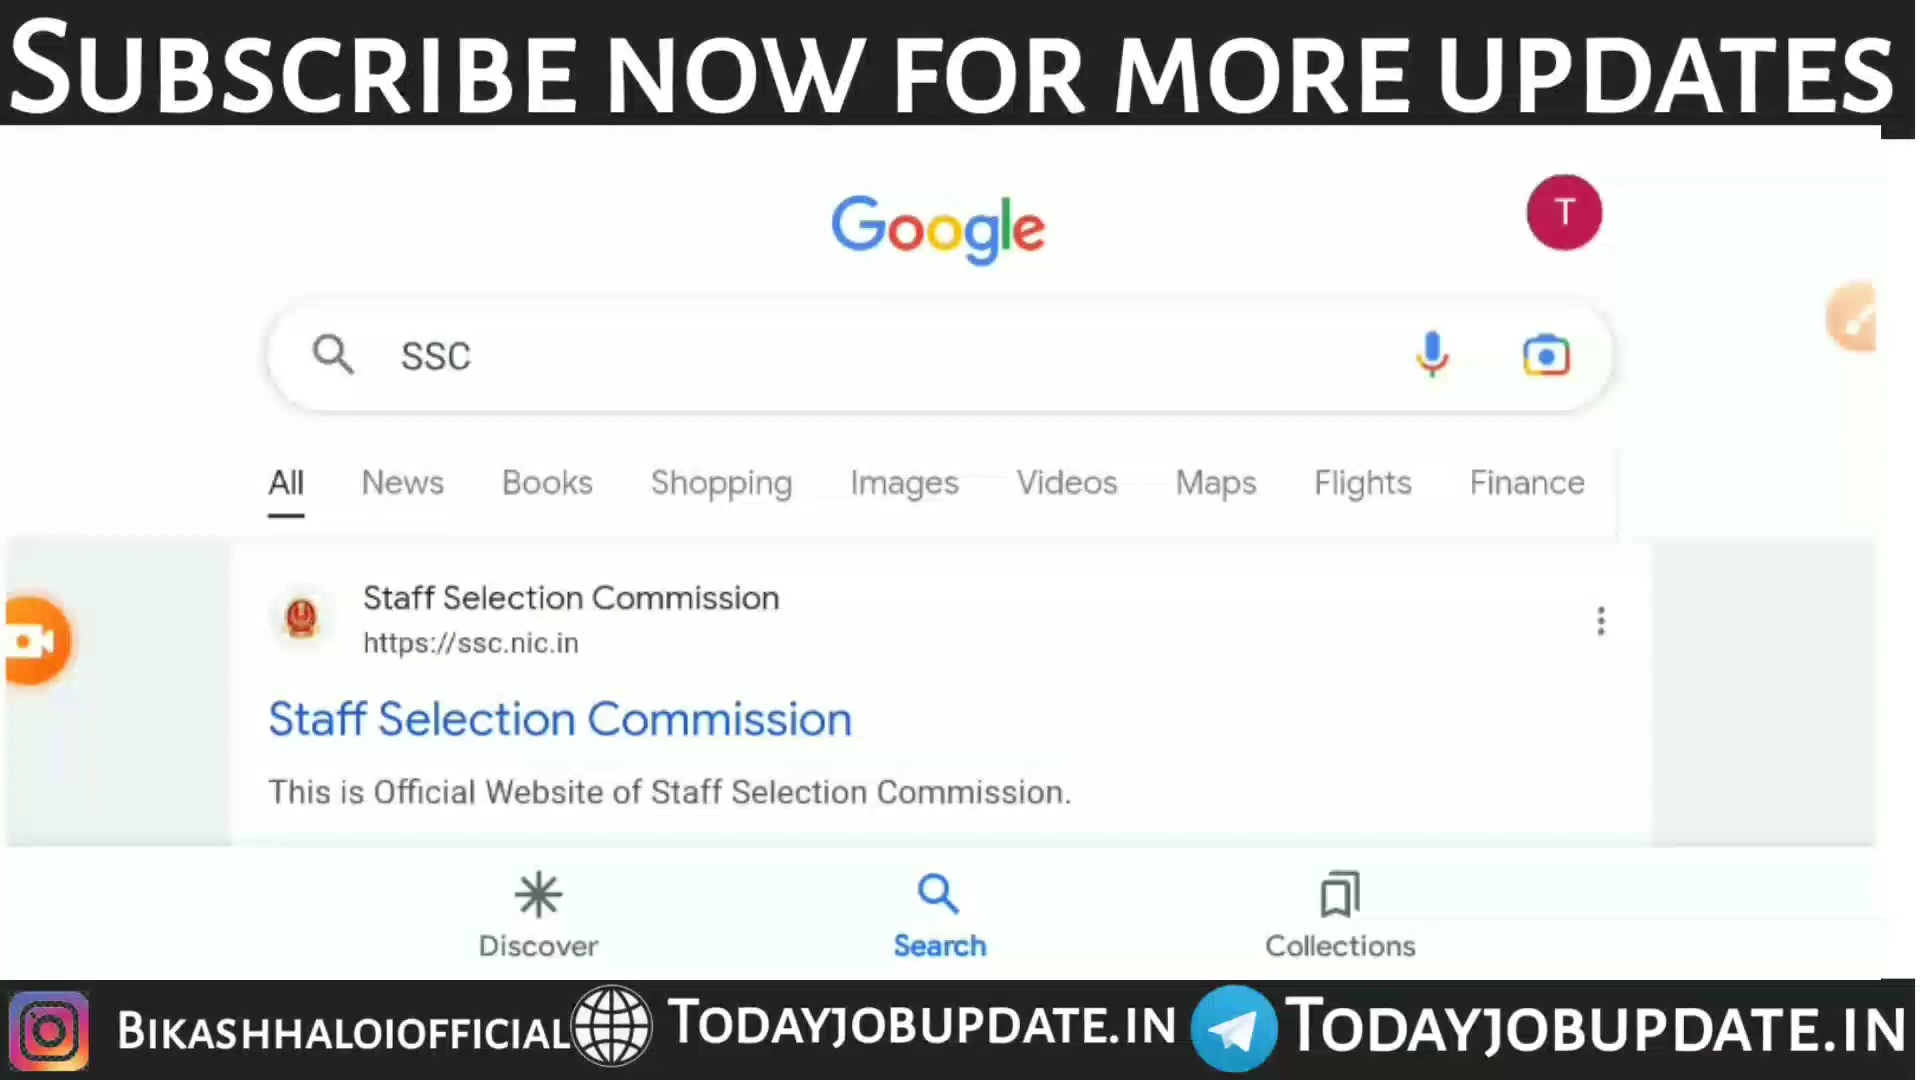 SUBSCRIBE NOW FOR MORE UPDATES
Google
T
SSC
All News Books Shopping Images Videos Maps Flights Finance
Staff Selection Commission
https://ssc.nic.in
Staff Selection Commission
This is Official Website of Staff Selection Commission.
Discover Search Collections
BIKASHHALOIOFFICIAL TODAYJOBUPDATE.IN TODAYJOBUPDATE.IN